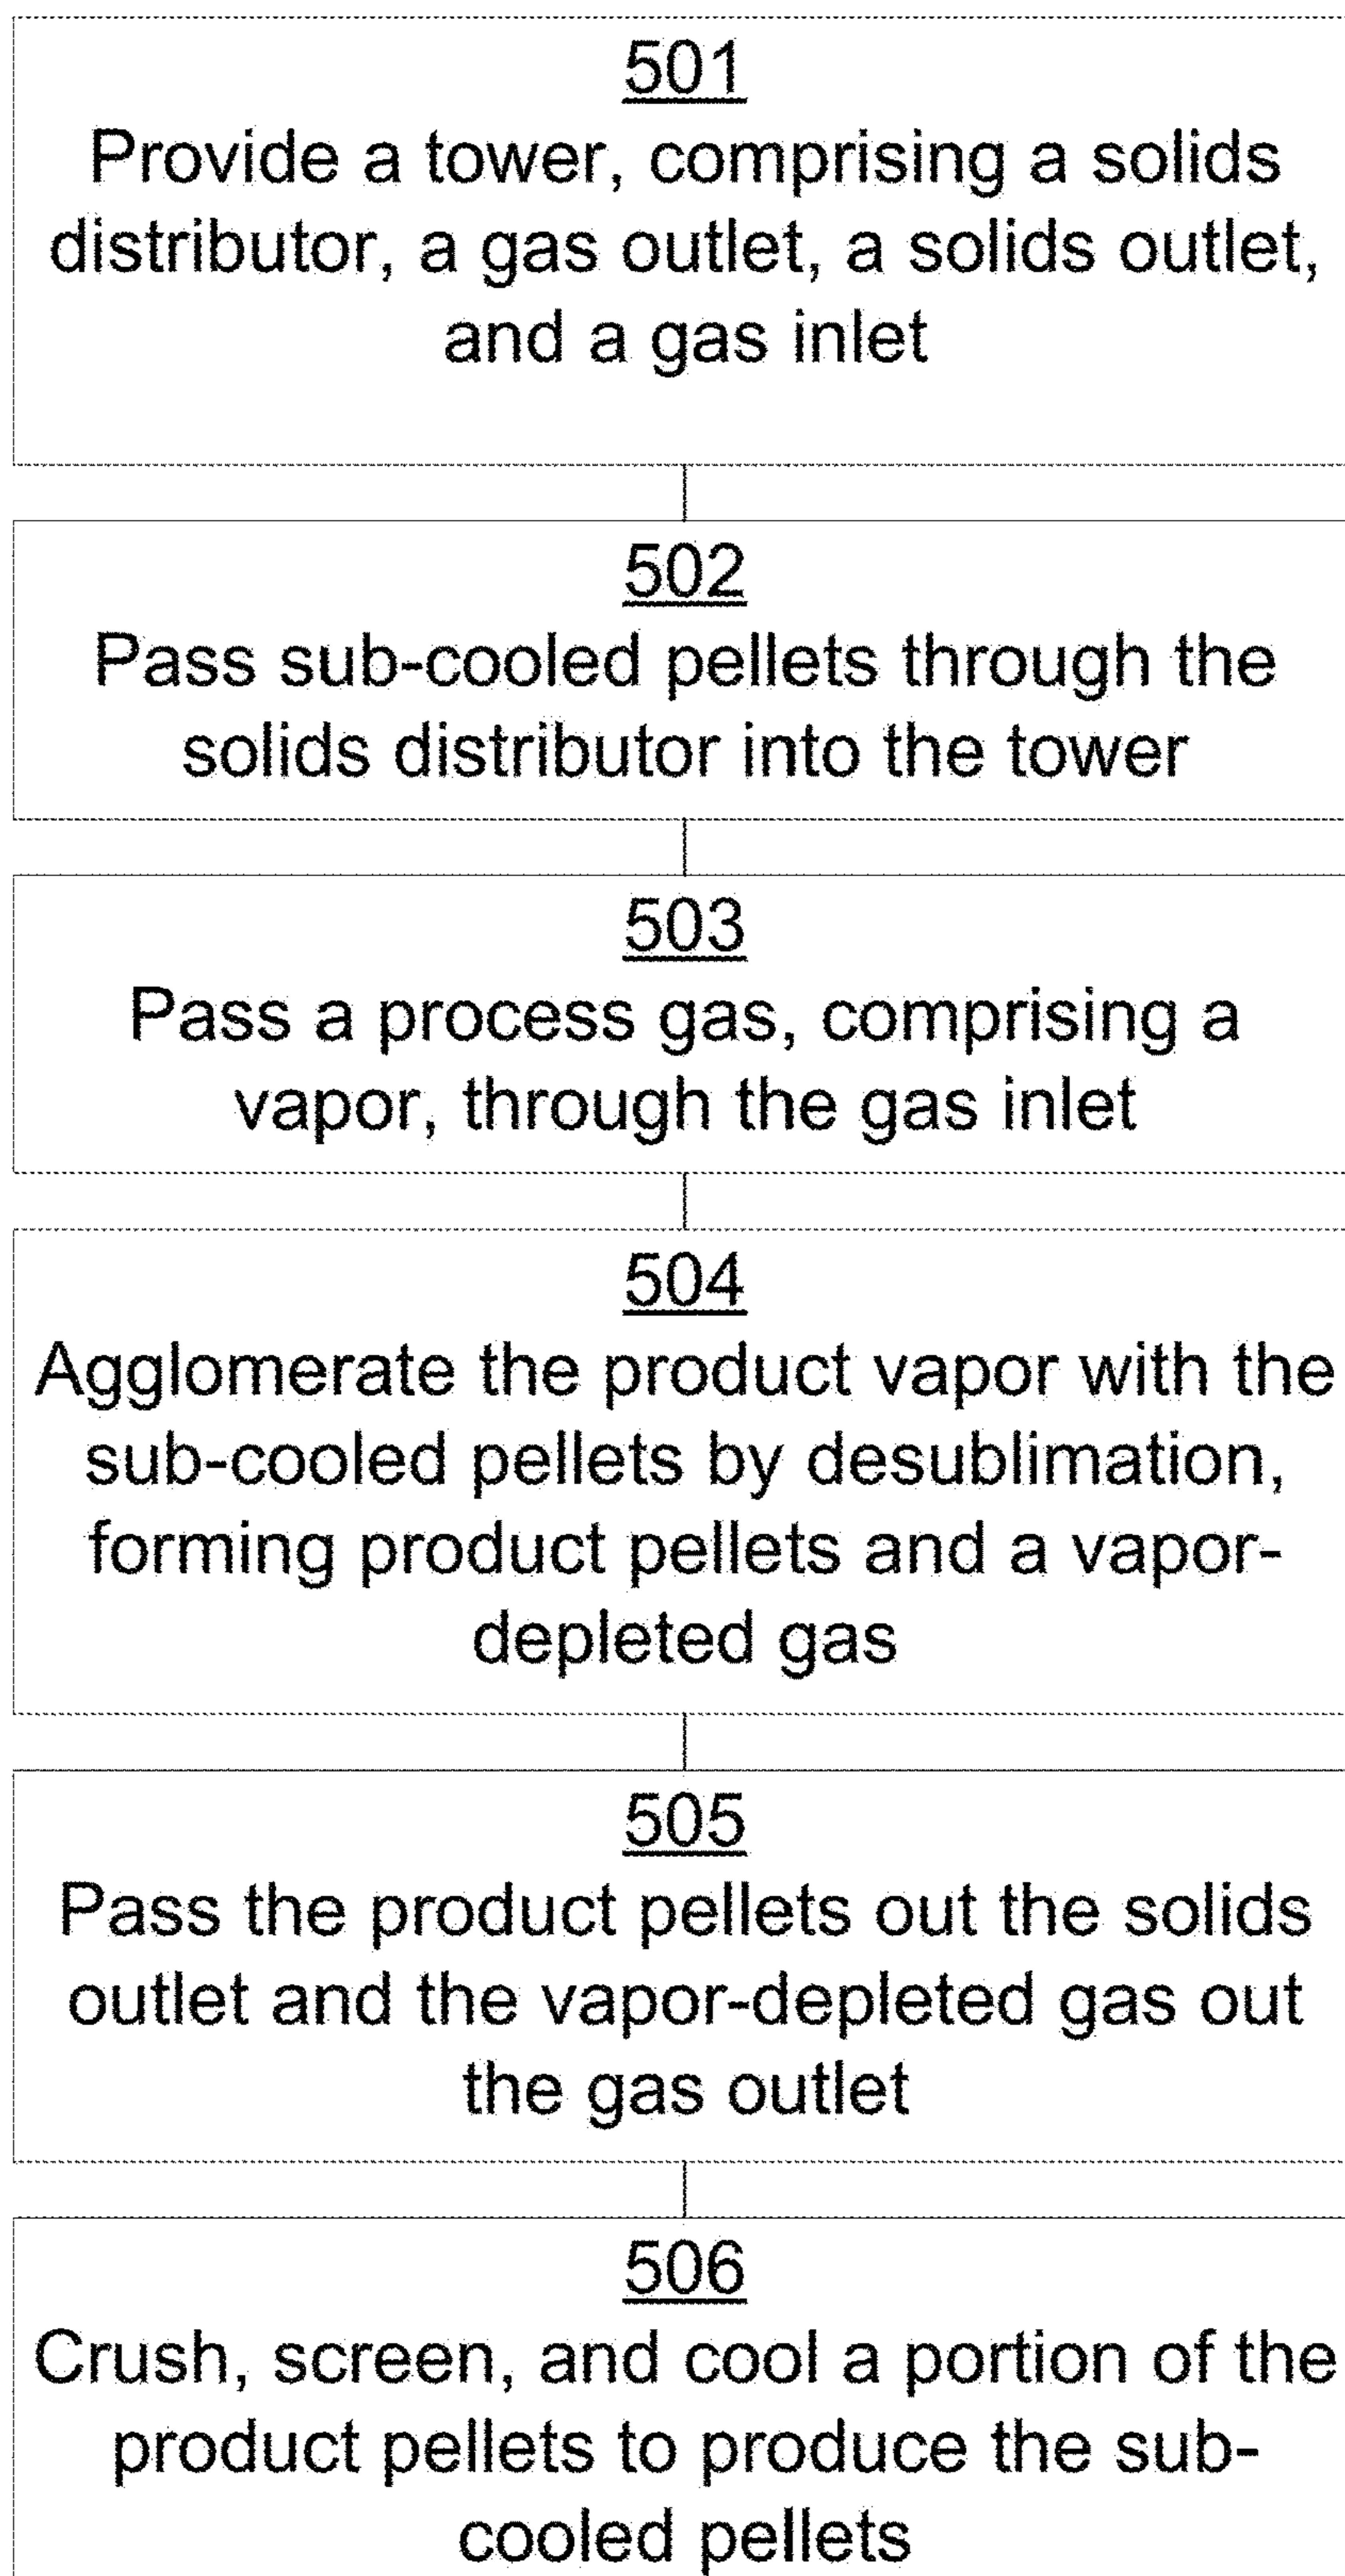 501
Provide a tower, comprising a solids
distributor, a gas outlet, a solids outlet,
and a gas inlet
502
Pass sub-cooled pellets through the
solids distributor into the tower
503
Pass a process gas, comprising a
vapor, through the gas inlet
504
Agglomerate the product vapor with the
sub-cooled pellets by desublimation,
forming product pellets and a vapor-
depleted gas
505
Pass the product pellets out the solids
outlet and the vapor-depleted gas out
the gas outlet
506
Crush, screen, and cool a portion of the
product pellets to produce the sub-
cooled pellets